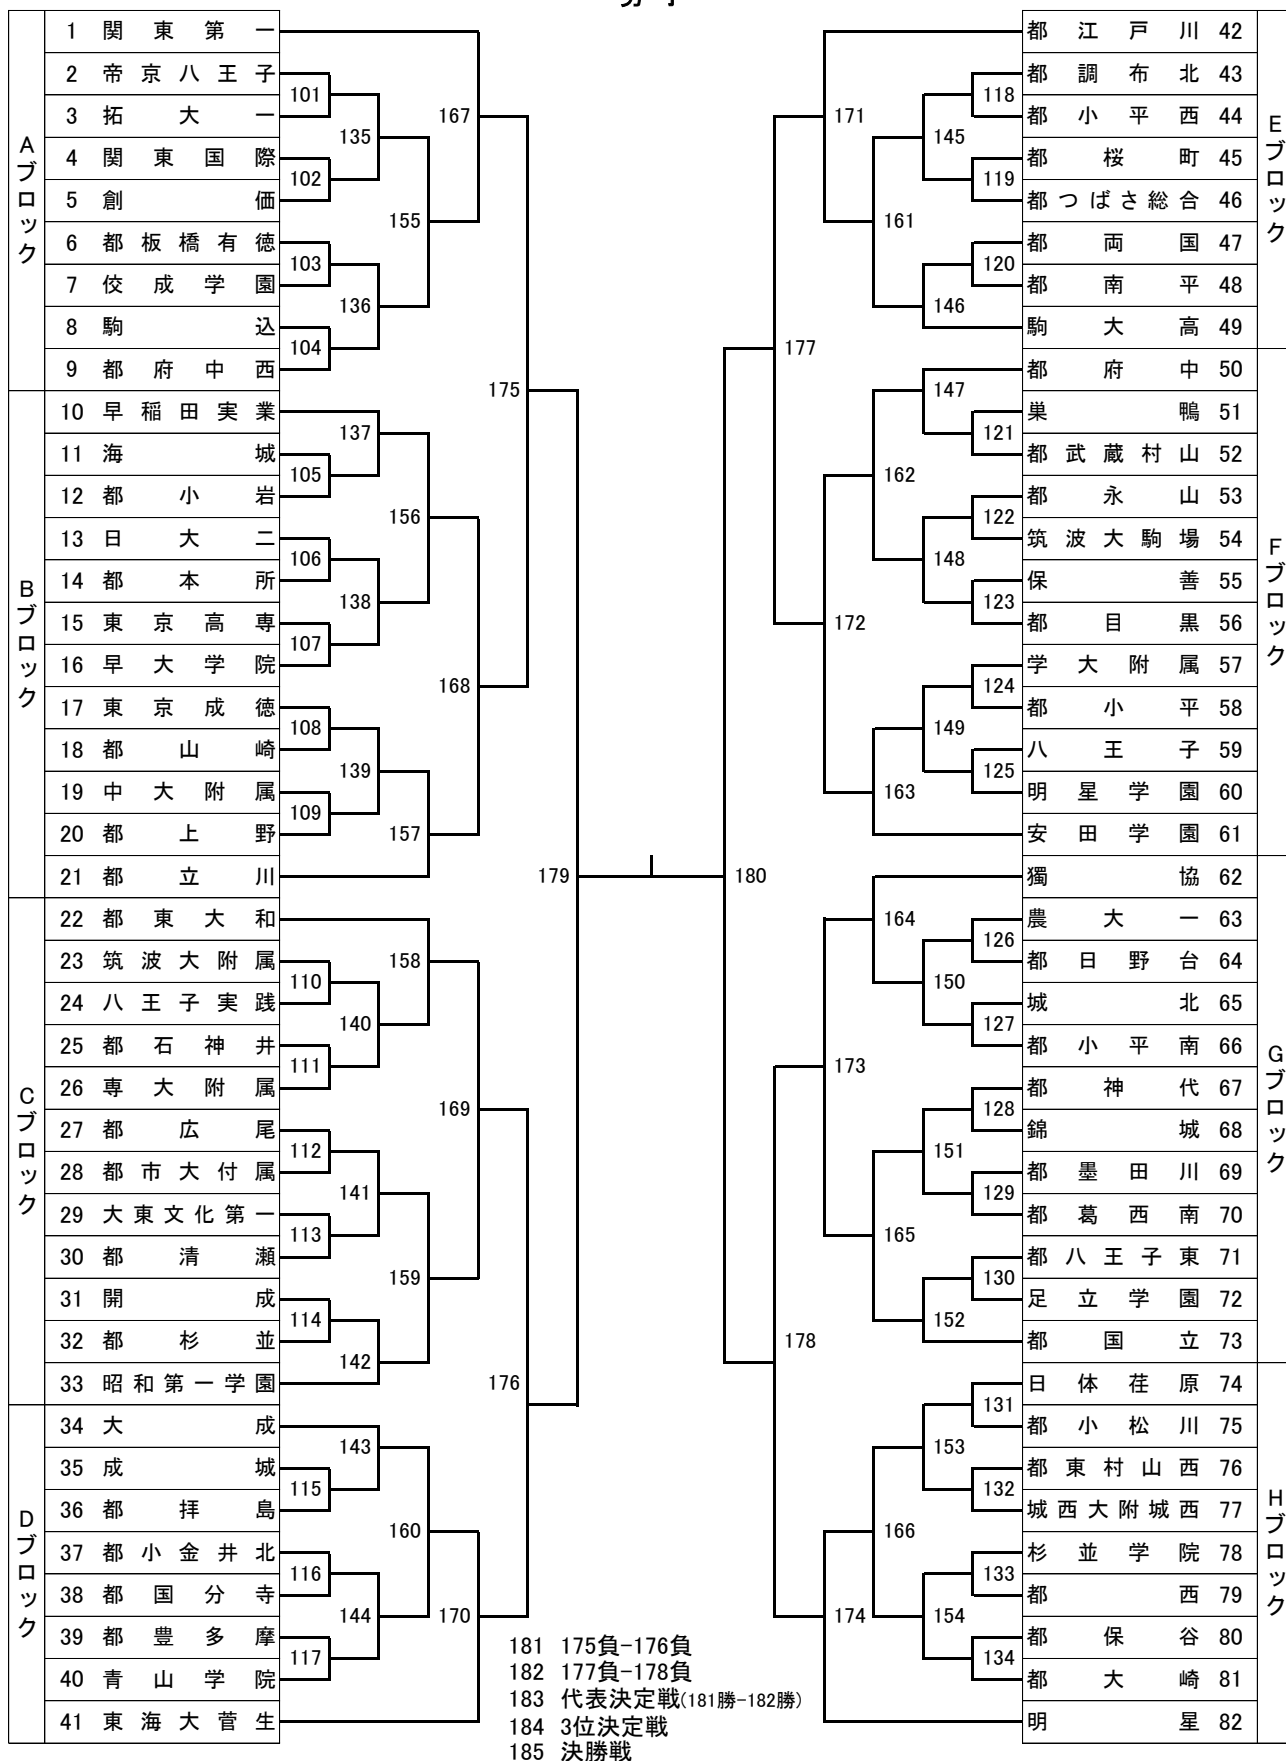 Aブロック
1 関東第一
2 帝京八王子
3 拓大一
4 関東国際
5 創価
6 都板橋有徳
7 佼成学園
8 駒込
9 都府中西
Bブロック
10 早稲田実業
11 海城
12 都小岩
13 日大二
14 都本所
15 東京高専
16 早大学院
17 東京成徳
18 都山崎
19 中大附属
20 都上野
21 都立川
Cブロック
22 都東大和
23 筑波大附属
24 八王子実践
25 都石神井
26 専大附属
27 都広尾
28 都市大付属
29 大東文化第一
30 都清瀬
31 開成
32 都杉並
33 昭和第一学園
Dブロック
34 大成
35 成城
36 都拝島
37 都小金井北
38 都国分寺
39 都豊多摩
40 青山学院
41 東海大菅生
101
102
103
104
105
106
107
108
109
110
111
112
113
114
115
116
117
135
136
137
138
139
140
141
142
143
144
155
156
157
158
159
160
167
168
169
170
175
176
179
180
177
178
171
172
173
174
161
162
163
164
165
166
145
146
147
148
149
150
151
152
153
154
118
119
120
121
122
123
124
125
126
127
128
129
130
131
132
133
134
都江戸川 42
都調布北 43
都小平西 44
都桜町 45
都つばさ総合 46
都両国 47
都南平 48
駒大高 49
Eブロック
都府中 50
巣鴨 51
都武蔵村山 52
都永山 53
筑波大駒場 54
保善 55
都目黒 56
学大附属 57
都小平 58
八王子 59
明星学園 60
安田学園 61
Fブロック
獨協 62
農大一 63
都日野台 64
城北 65
都小平南 66
都神代 67
錦城 68
都墨田川 69
都葛西南 70
都八王子東 71
足立学園 72
都国立 73
Gブロック
日体荏原 74
都小松川 75
都東村山西 76
城西大附城西 77
杉並学院 78
都西 79
都保谷 80
都大崎 81
明星 82
Hブロック
181 175負-176負
182 177負-178負
183 代表決定戦(181勝-182勝)
184 3位決定戦
185 決勝戦